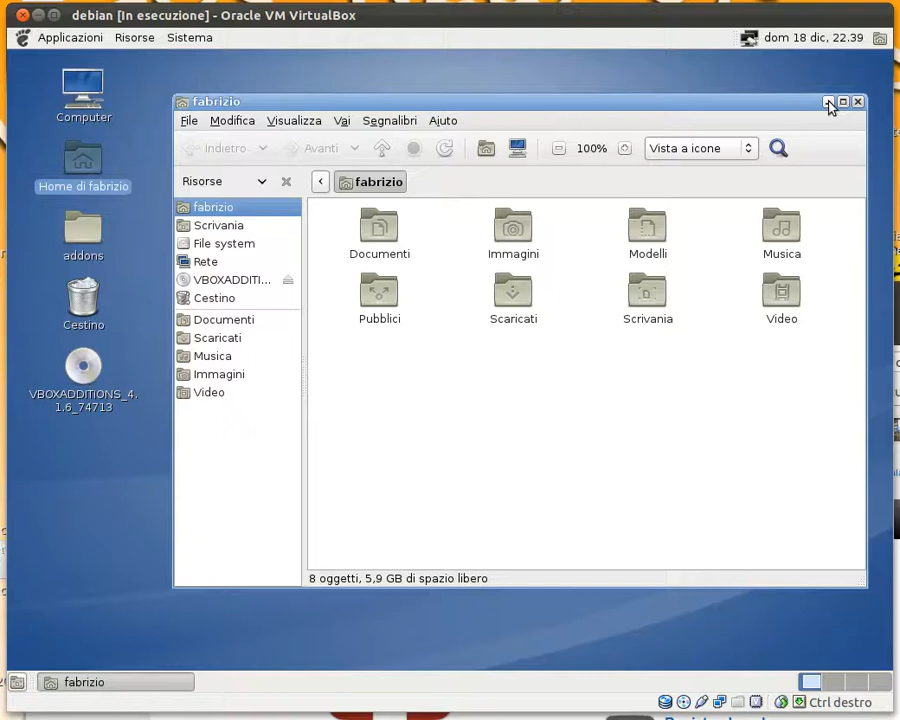 debian [In esecuzione] - Oracle VM VirtualBox
Applicazioni Risorse Sistema dom 18 dic, 22.39
Computer
Home di fabrizio
addons
Cestino
VBOXADDITIONS_4.
1.6_74713
fabrizio
File Modifica Visualizza Vai Segnalibri Aiuto
Indietro Avanti 100% Vista a icone
Risorse fabrizio
fabrizio
Scrivania
File system
Rete
VBOXADDITI...
Cestino
Documenti
Scaricati
Musica
Immagini
Video
Documenti Immagini Modelli Musica
Pubblici Scaricati Scrivania Video
8 oggetti, 5,9 GB di spazio libero
fabrizio
Ctrl destro